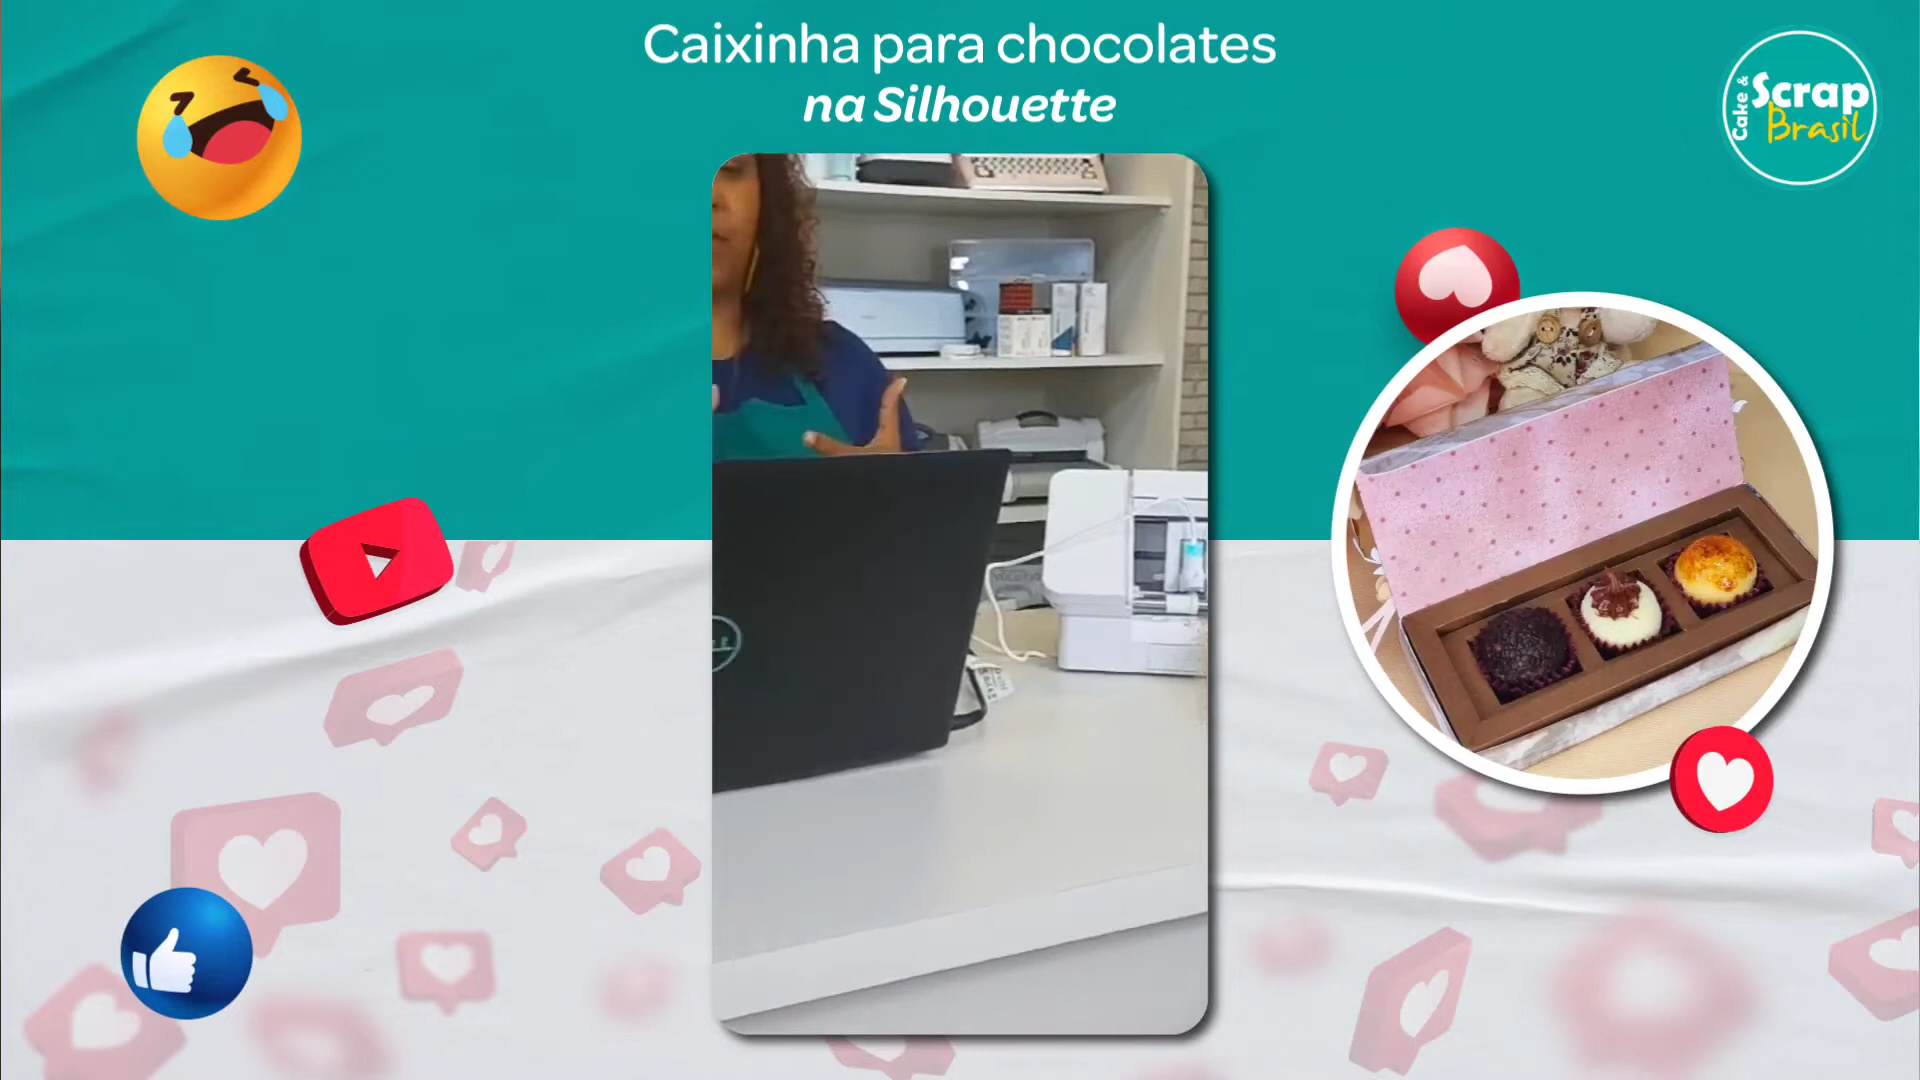 Caixinha para chocolates
na Silhouette
Cake &
Scrap
Brasil